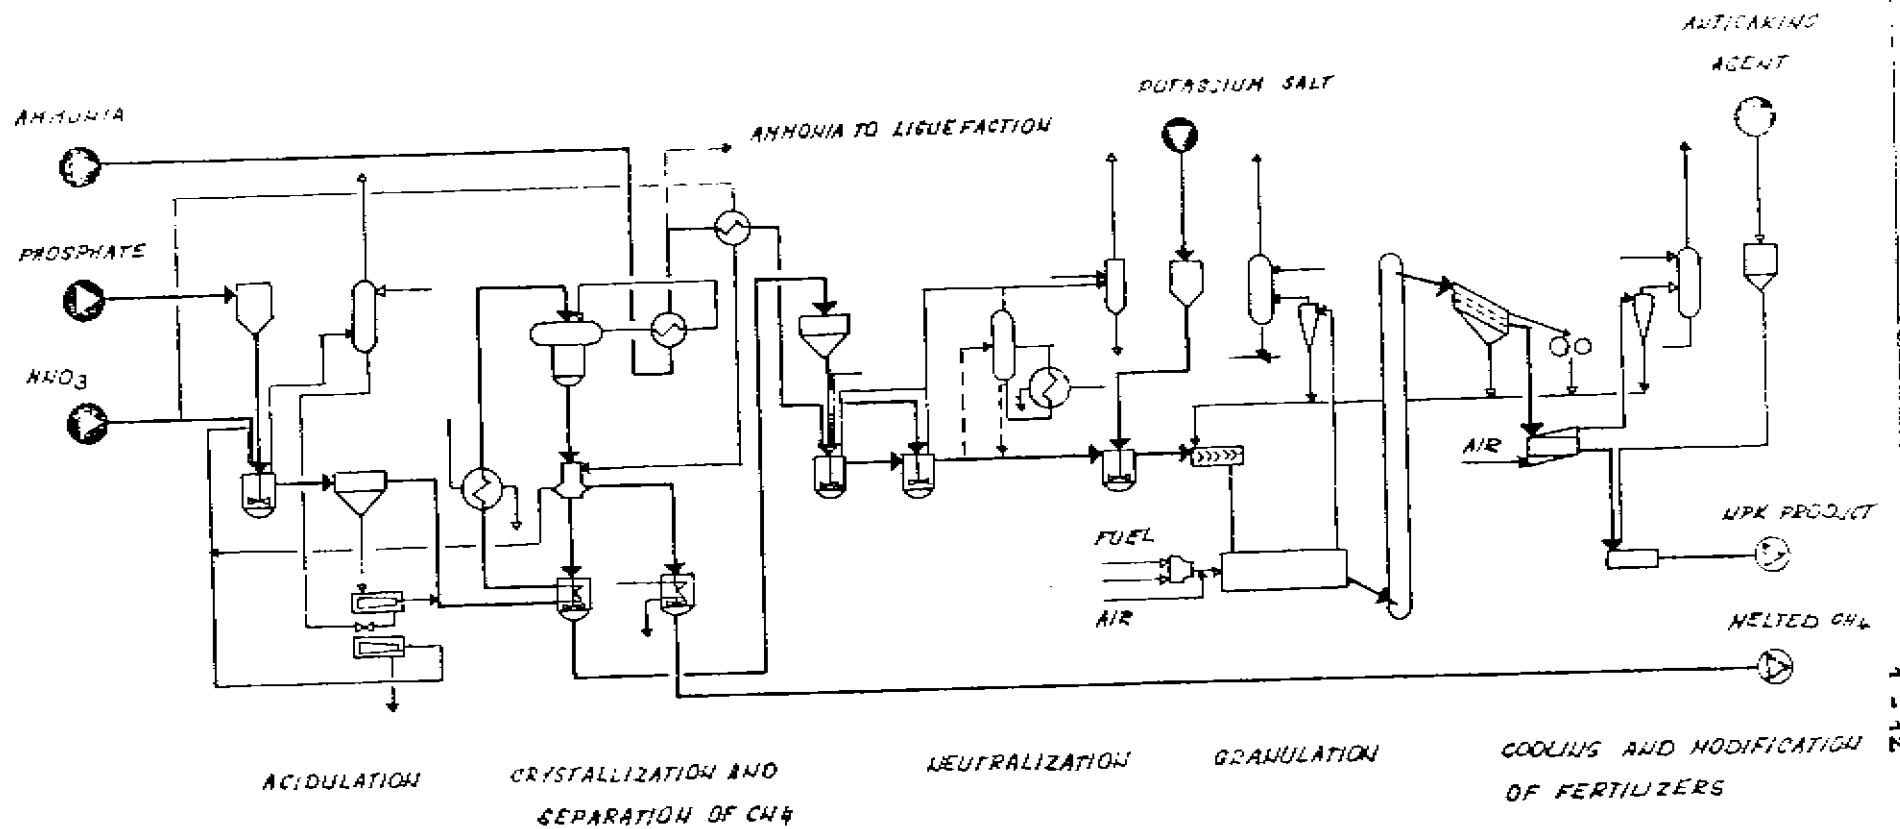 ANTICAKING
AGENT
POTASSIUM SALT
AMMONIA
AMMONIA TO LIQUEFACTION
PHOSPHATE
HNO3
AIR
FUEL
AIR
NPK PRODUCT
MELTED CN4
ACIDULATION
CRYSTALLIZATION AND
SEPARATION OF CN4
NEUTRALIZATION
GRANULATION
COOLING AND MODIFICATION
OF FERTILIZERS